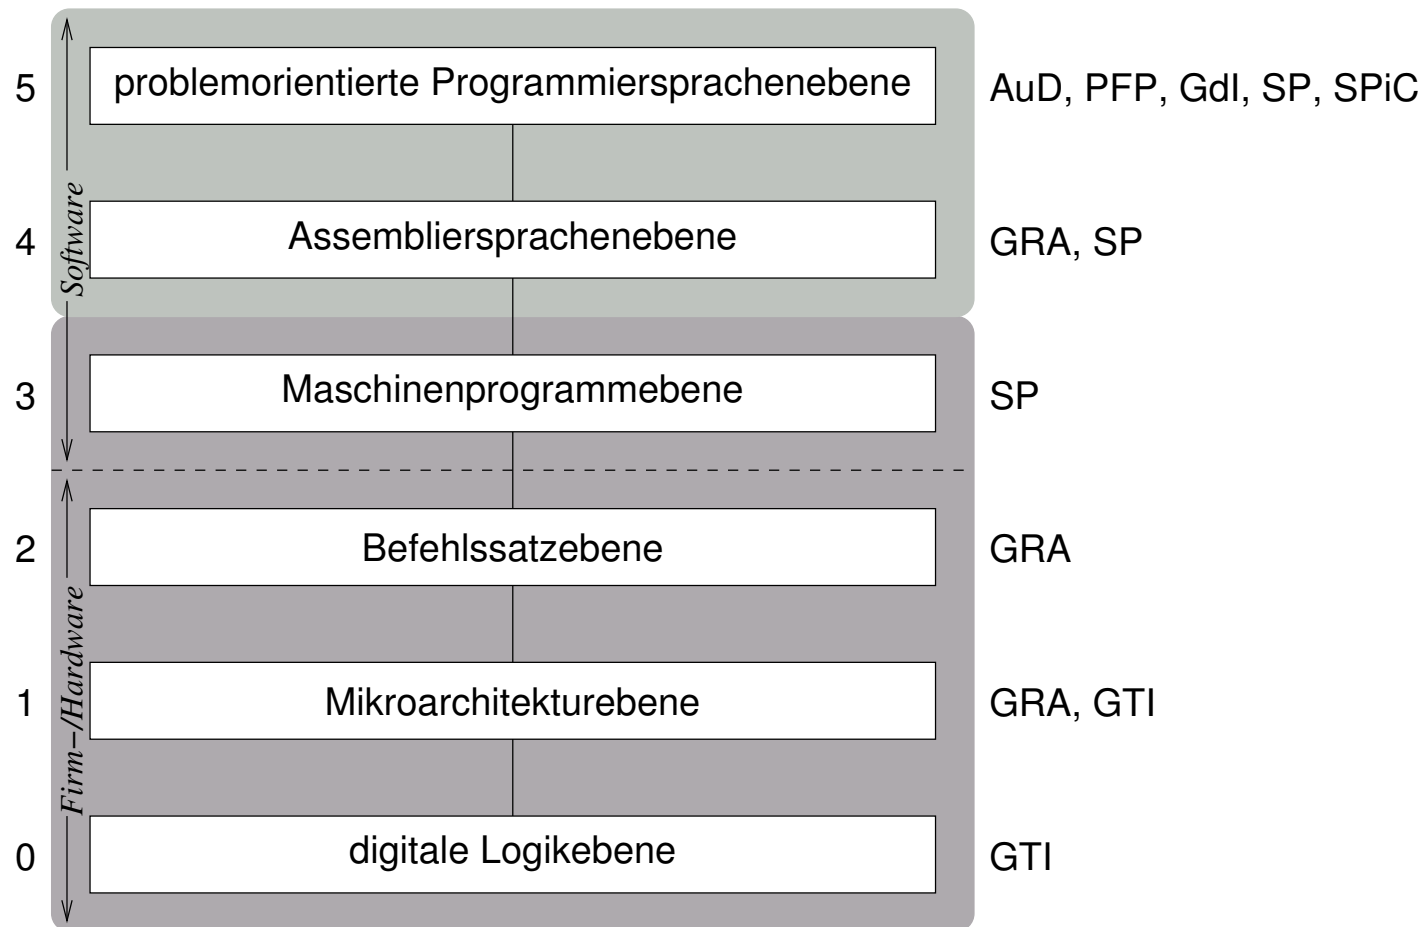 5 problemorientierte Programmiersprachenebene AuD, PFP, GdI, SP, SPiC
4 Assembliersprachenebene GRA, SP
Software
3 Maschinenprogrammebene SP
2 Befehlssatzebene GRA
1 Mikroarchitekturebene GRA, GTI
Firm-/Hardware
0 digitale Logikebene GTI